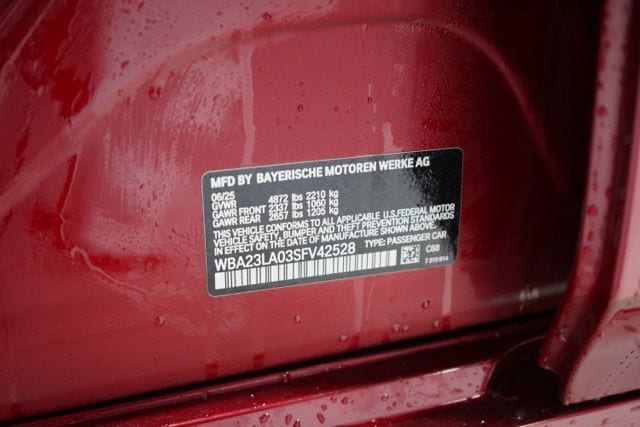 MFD BY BAYERISCHE MOTOREN WERKE AG
06/25
GVWR 4872 lbs 2210 kg
GAWR FRONT 2337 lbs 1060 kg
GAWR REAR 2657 lbs 1205 kg
THIS VEHICLE CONFORMS TO ALL APPLICABLE U.S. FEDERAL MOTOR
VEHICLE SAFETY, BUMPER AND THEFT PREVENTION STANDARDS
IN EFFECT ON THE DATE OF MANUFACTURE SHOWN ABOVE.
WBA23LA03SFV42528 TYPE: PASSENGER CAR
C68